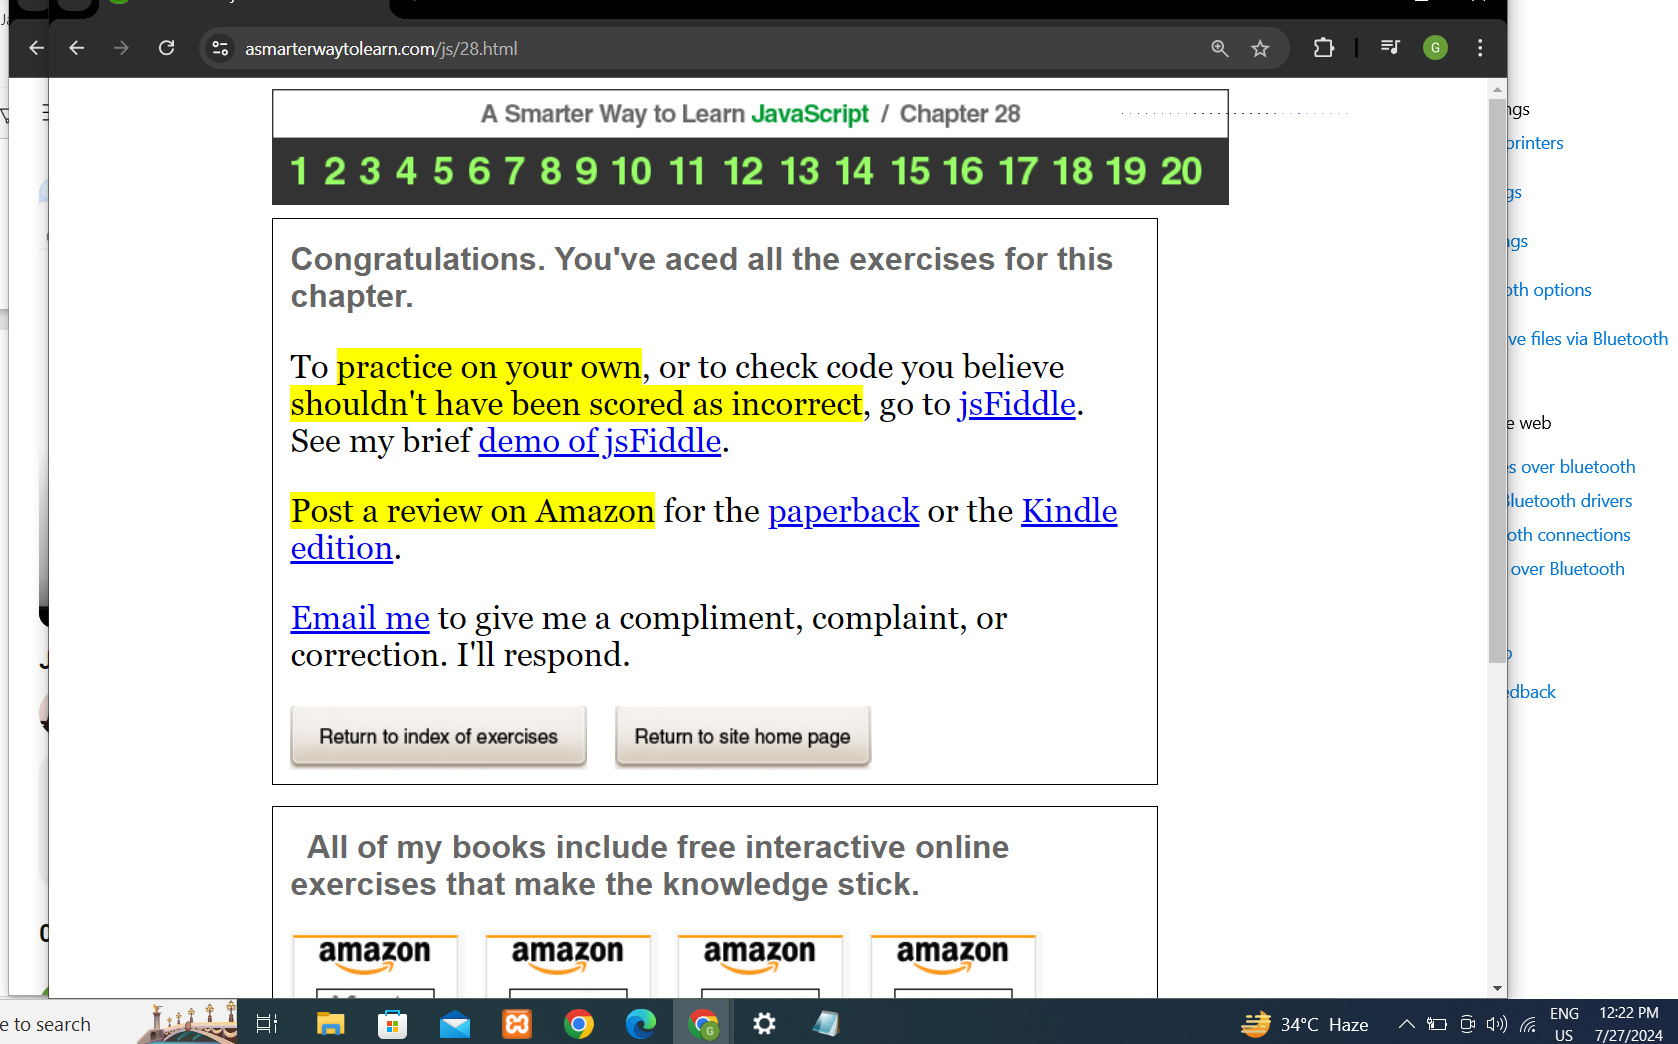 asmarterwaytolearn.com/js/28.html
G
A Smarter Way to Learn JavaScript / Chapter 28
1 2 3 4 5 6 7 8 9 10 11 12 13 14 15 16 17 18 19 20
Congratulations. You've aced all the exercises for this
chapter.
To practice on your own, or to check code you believe
shouldn't have been scored as incorrect, go to jsFiddle.
See my brief demo of jsFiddle.
Post a review on Amazon for the paperback or the Kindle
edition.
Email me to give me a compliment, complaint, or
correction. I'll respond.
Return to index of exercises
Return to site home page
All of my books include free interactive online
exercises that make the knowledge stick.
amazon
amazon
amazon
amazon
ngs
printers
gs
ngs
oth options
ve files via Bluetooth
e web
s over bluetooth
Bluetooth drivers
oth connections
over Bluetooth
edback
e to search
G
34°C Haze
ENG
US
12:22 PM
7/27/2024